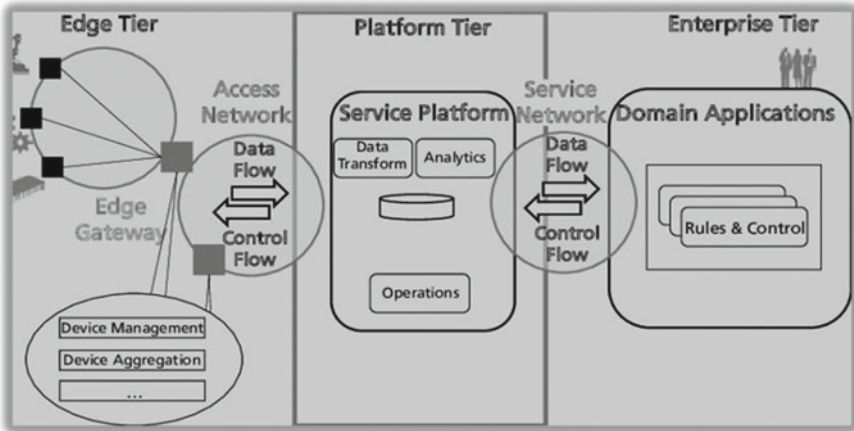 Edge Tier
Platform Tier
Enterprise Tier
Access
Network
Service
Network
Service Platform
Domain Applications
Data
Transform
Analytics
Data
Flow
Data
Flow
Edge
Gateway
Control
Flow
Control
Flow
Rules & Control
Operations
Device Management
Device Aggregation
...